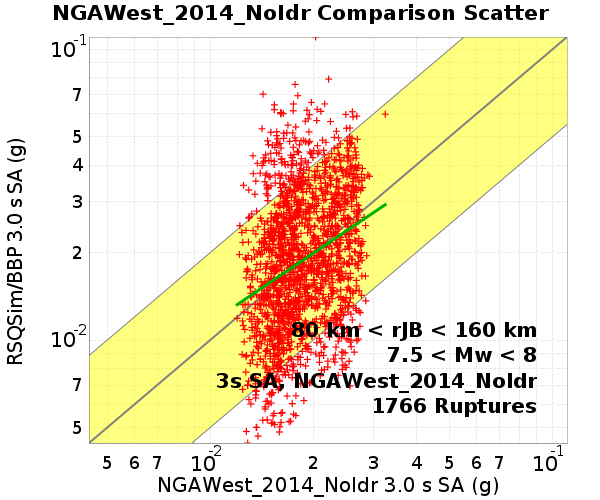 NGAWest_2014_NoIdr Comparison Scatter
RSQSim/BBP 3.0 s SA (g)
10-1
7
5
4
3
2
10-2
7
5
80 km < rJB < 160 km
7.5 < Mw < 8
3s SA, NGAWest_2014_NoIdr
1766 Ruptures
5 6 7 10-2 2 3 4 5 6 7 10-1
NGAWest_2014_NoIdr 3.0 s SA (g)